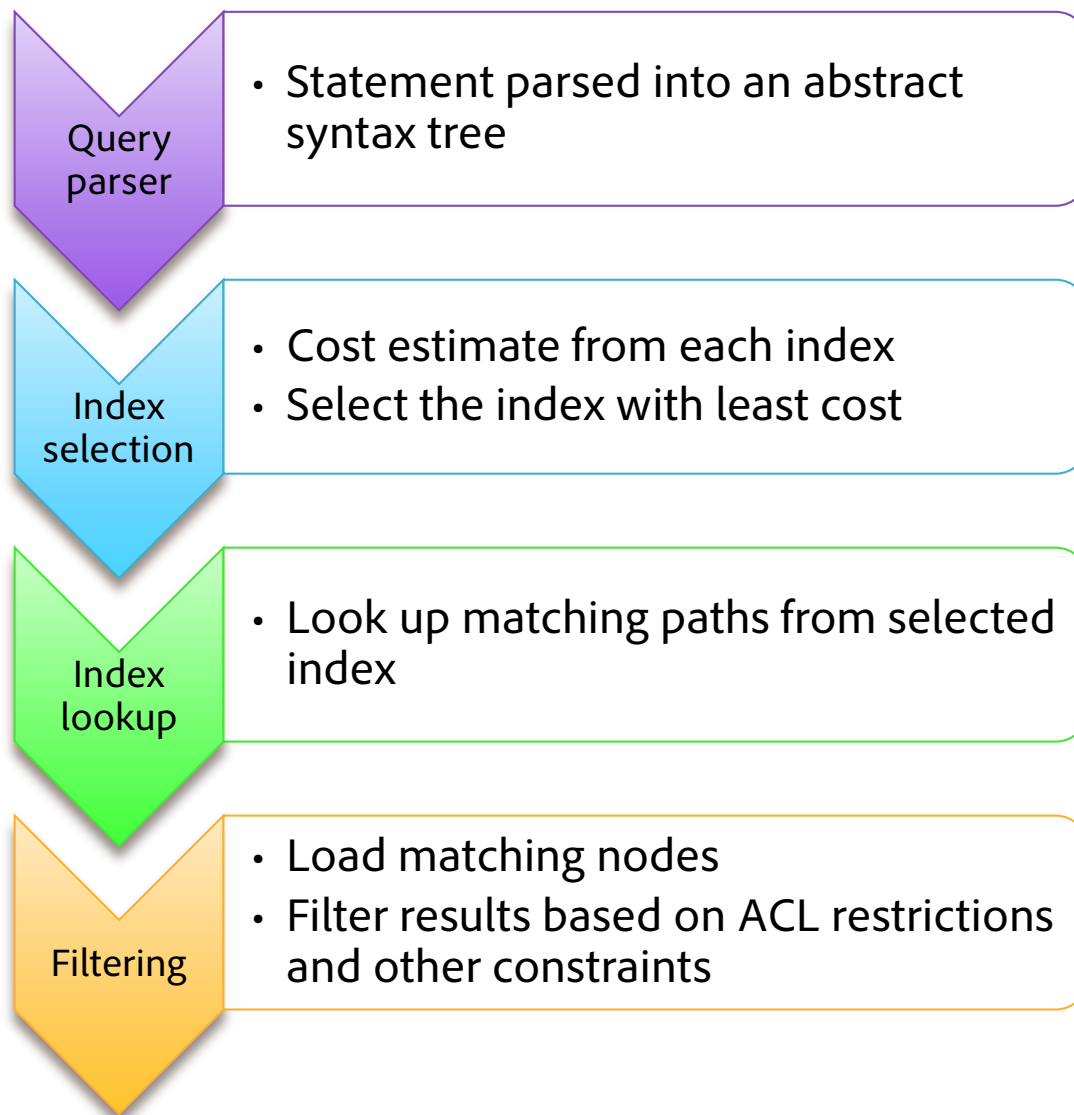 Query
parser
• Statement parsed into an abstract
syntax tree
Index
selection
• Cost estimate from each index
• Select the index with least cost
Index
lookup
• Look up matching paths from selected
index
Filtering
• Load matching nodes
• Filter results based on ACL restrictions
and other constraints